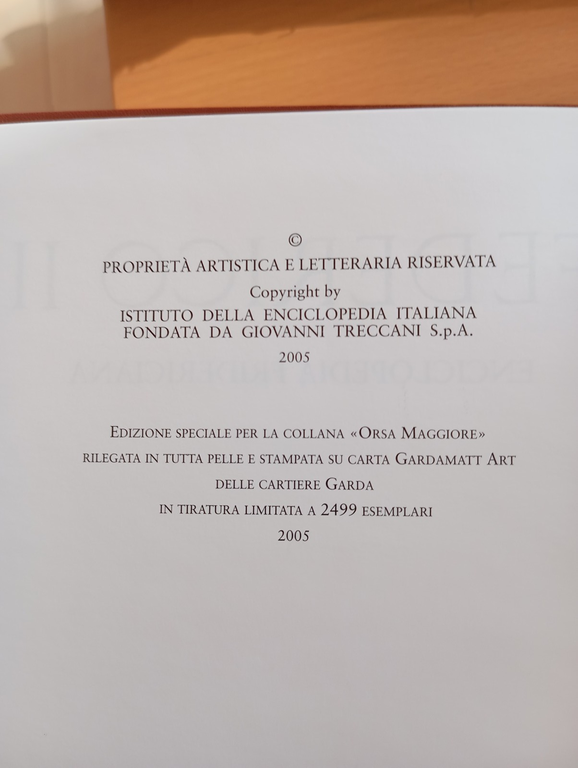 ©
PROPRIETÀ ARTISTICA E LETTERARIA RISERVATA
Copyright by
ISTITUTO DELLA ENCICLOPEDIA ITALIANA
FONDATA DA GIOVANNI TRECCANI S.p.A.
2005
EDIZIONE SPECIALE PER LA COLLANA «ORSA MAGGIORE»
RILEGATA IN TUTTA PELLE E STAMPATA SU CARTA GARDAMATT ART
DELLE CARTIERE GARDA
IN TIRATURA LIMITATA A 2499 ESEMPLARI
2005